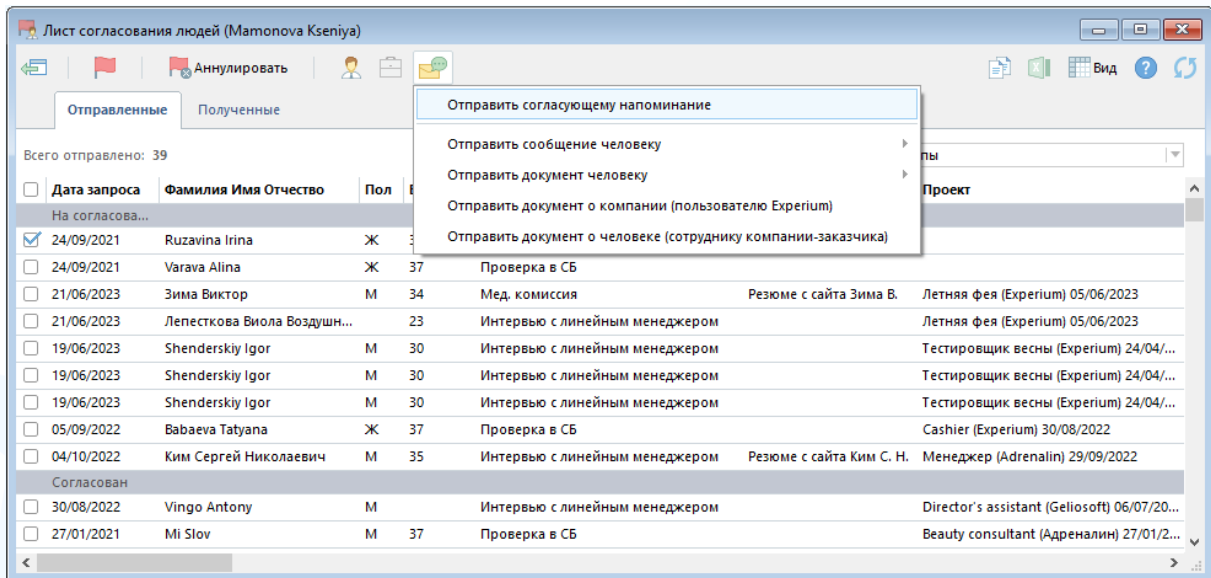 Лист согласования людей (Mamonova Kseniya)
Аннулировать Вид ?
Отправленные Полученные
Отправить согласующему напоминание
Отправить сообщение человеку
Отправить документ человеку
Отправить документ о компании (пользователю Experium)
Отправить документ о человеке (сотруднику компании-заказчика)
Всего отправлено: 39
Дата запроса Фамилия Имя Отчество Пол Проект
На согласова...
24/09/2021 Ruzavina Irina Ж
24/09/2021 Varava Alina Ж 37 Проверка в СБ
21/06/2023 Зима Виктор М 34 Мед. комиссия Резюме с сайта Зима В. Летняя фея (Experium) 05/06/2023
21/06/2023 Лепесткова Виола Воздушн... 23 Интервью с линейным менеджером Летняя фея (Experium) 05/06/2023
19/06/2023 Shenderskiy Igor М 30 Интервью с линейным менеджером Тестировщик весны (Experium) 24/04/...
19/06/2023 Shenderskiy Igor М 30 Интервью с линейным менеджером Тестировщик весны (Experium) 24/04/...
19/06/2023 Shenderskiy Igor М 30 Интервью с линейным менеджером Тестировщик весны (Experium) 24/04/...
05/09/2022 Babaeva Tatyana Ж 37 Проверка в СБ Cashier (Experium) 30/08/2022
04/10/2022 Ким Сергей Николаевич М 35 Интервью с линейным менеджером Резюме с сайта Ким С. Н. Менеджер (Adrenalin) 29/09/2022
Согласован
30/08/2022 Vingo Antony М Интервью с линейным менеджером Director's assistant (Geliosoft) 06/07/20...
27/01/2021 Mi Slov М 37 Проверка в СБ Beauty consultant (Адреналин) 27/01/2...